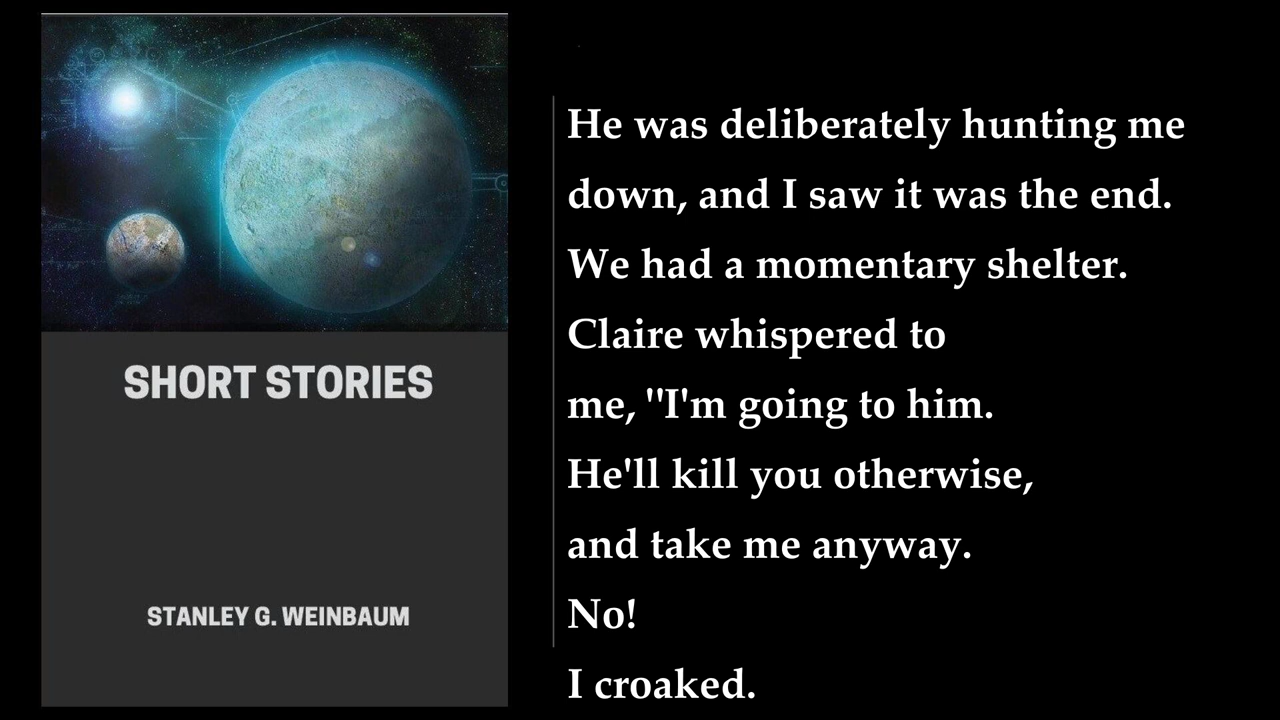 SHORT STORIES
STANLEY G. WEINBAUM
He was deliberately hunting me
down, and I saw it was the end.
We had a momentary shelter.
Claire whispered to
me, "I'm going to him.
He'll kill you otherwise,
and take me anyway.
No!
I croaked.